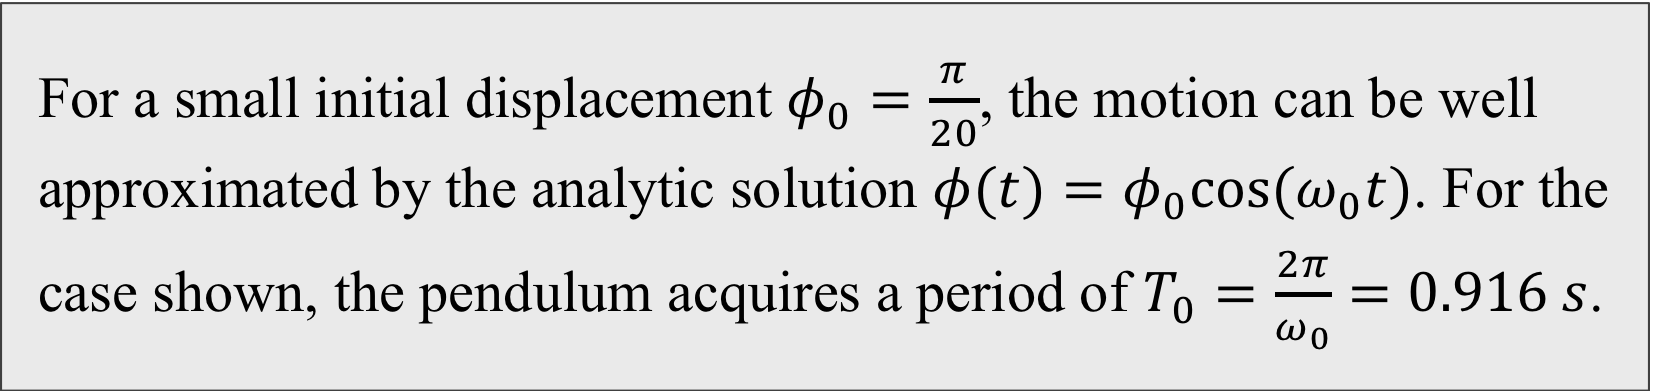 For a small initial displacement ϕ₀ = π/20, the motion can be well
approximated by the analytic solution ϕ(t) = ϕ₀cos(ω₀t). For the
case shown, the pendulum acquires a period of T₀ = 2π/ω₀ = 0.916 s.